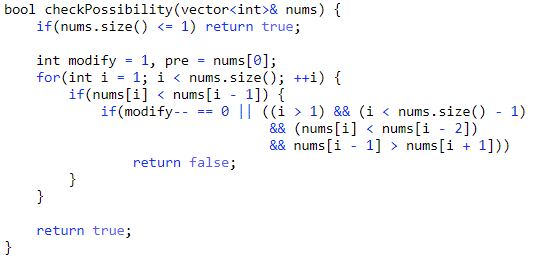 bool checkPossibility(vector<int>& nums) {
    if(nums.size() <= 1) return true;

    int modify = 1, pre = nums[0];
    for(int i = 1; i < nums.size(); ++i) {
        if(nums[i] < nums[i - 1]) {
            if(modify-- == 0 || ((i > 1) && (i < nums.size() - 1)
                                 && (nums[i] < nums[i - 2])
                                 && nums[i - 1] > nums[i + 1]))
                return false;
        }
    }

    return true;
}